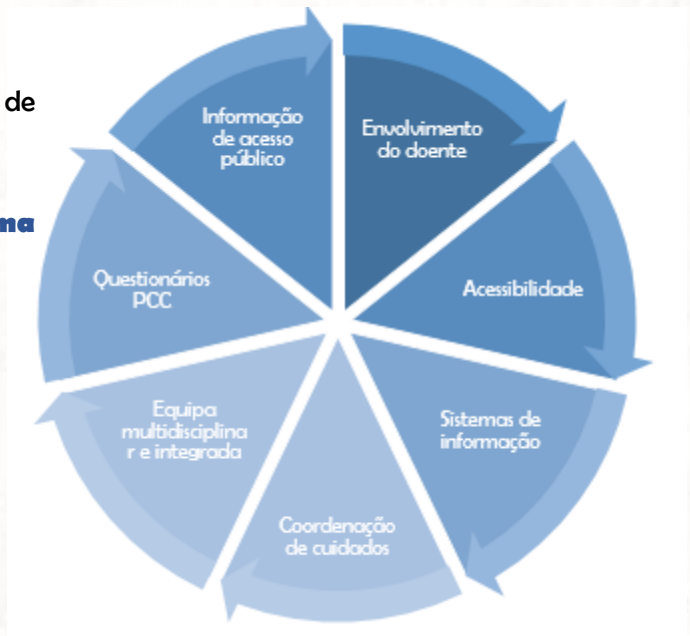 de
na
Informação
de acesso
público
Envolvimento
do doente
Acessibilidade
Sistemas de
informação
Coordenação
de cuidados
Equipa
multidisciplina
r e integrada
Questionários
PCC